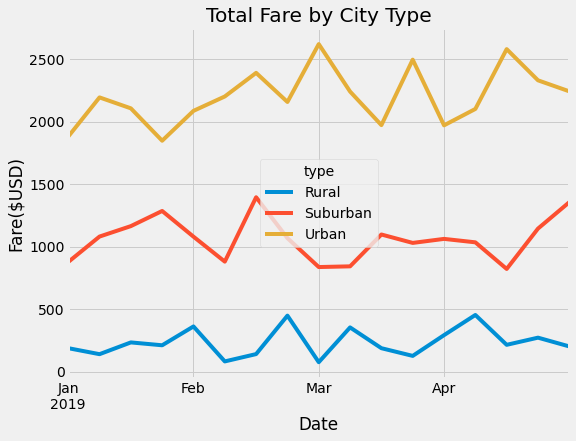 Total Fare by City Type
Fare($USD)
2500
2000
1500
1000
500
0
type
Rural
Suburban
Urban
Jan
2019
Feb
Mar
Apr
Date